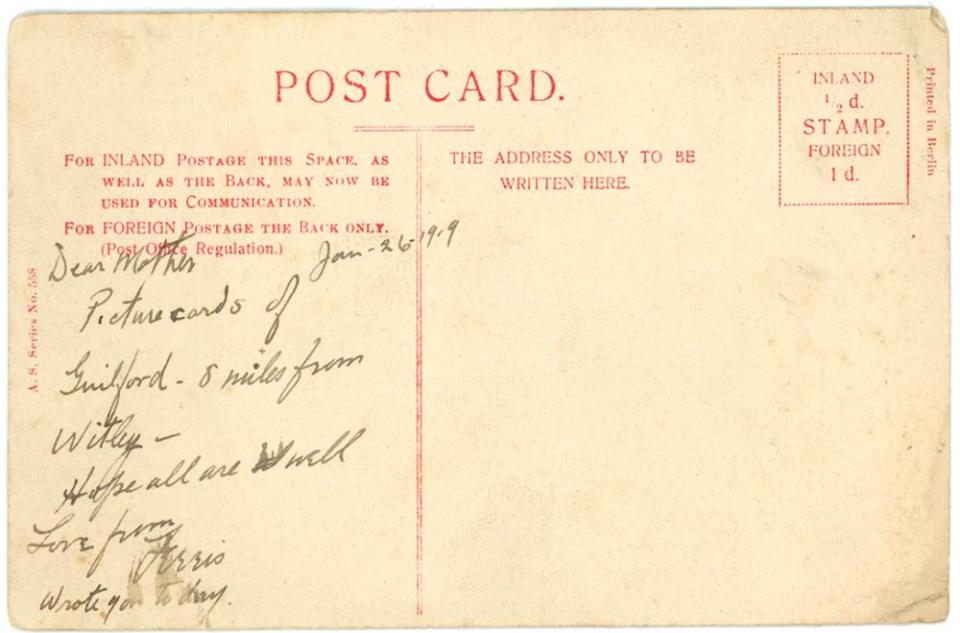 POST CARD.
FOR INLAND POSTAGE THIS SPACE, AS
WELL AS THE BACK, MAY NOW BE
USED FOR COMMUNICATION.
FOR FOREIGN POSTAGE THE BACK ONLY.
(Post Office Regulation.)
THE ADDRESS ONLY TO BE
WRITTEN HERE.
INLAND
½ d.
STAMP.
FOREIGN
1 d.
Printed in Berlin
A. S. Series No. 558
Dear Mother Jan-26-1919
Picture cards of
Guilford - 8 miles from
Witley -
Hope all are well
Love from
Wrote you to day.